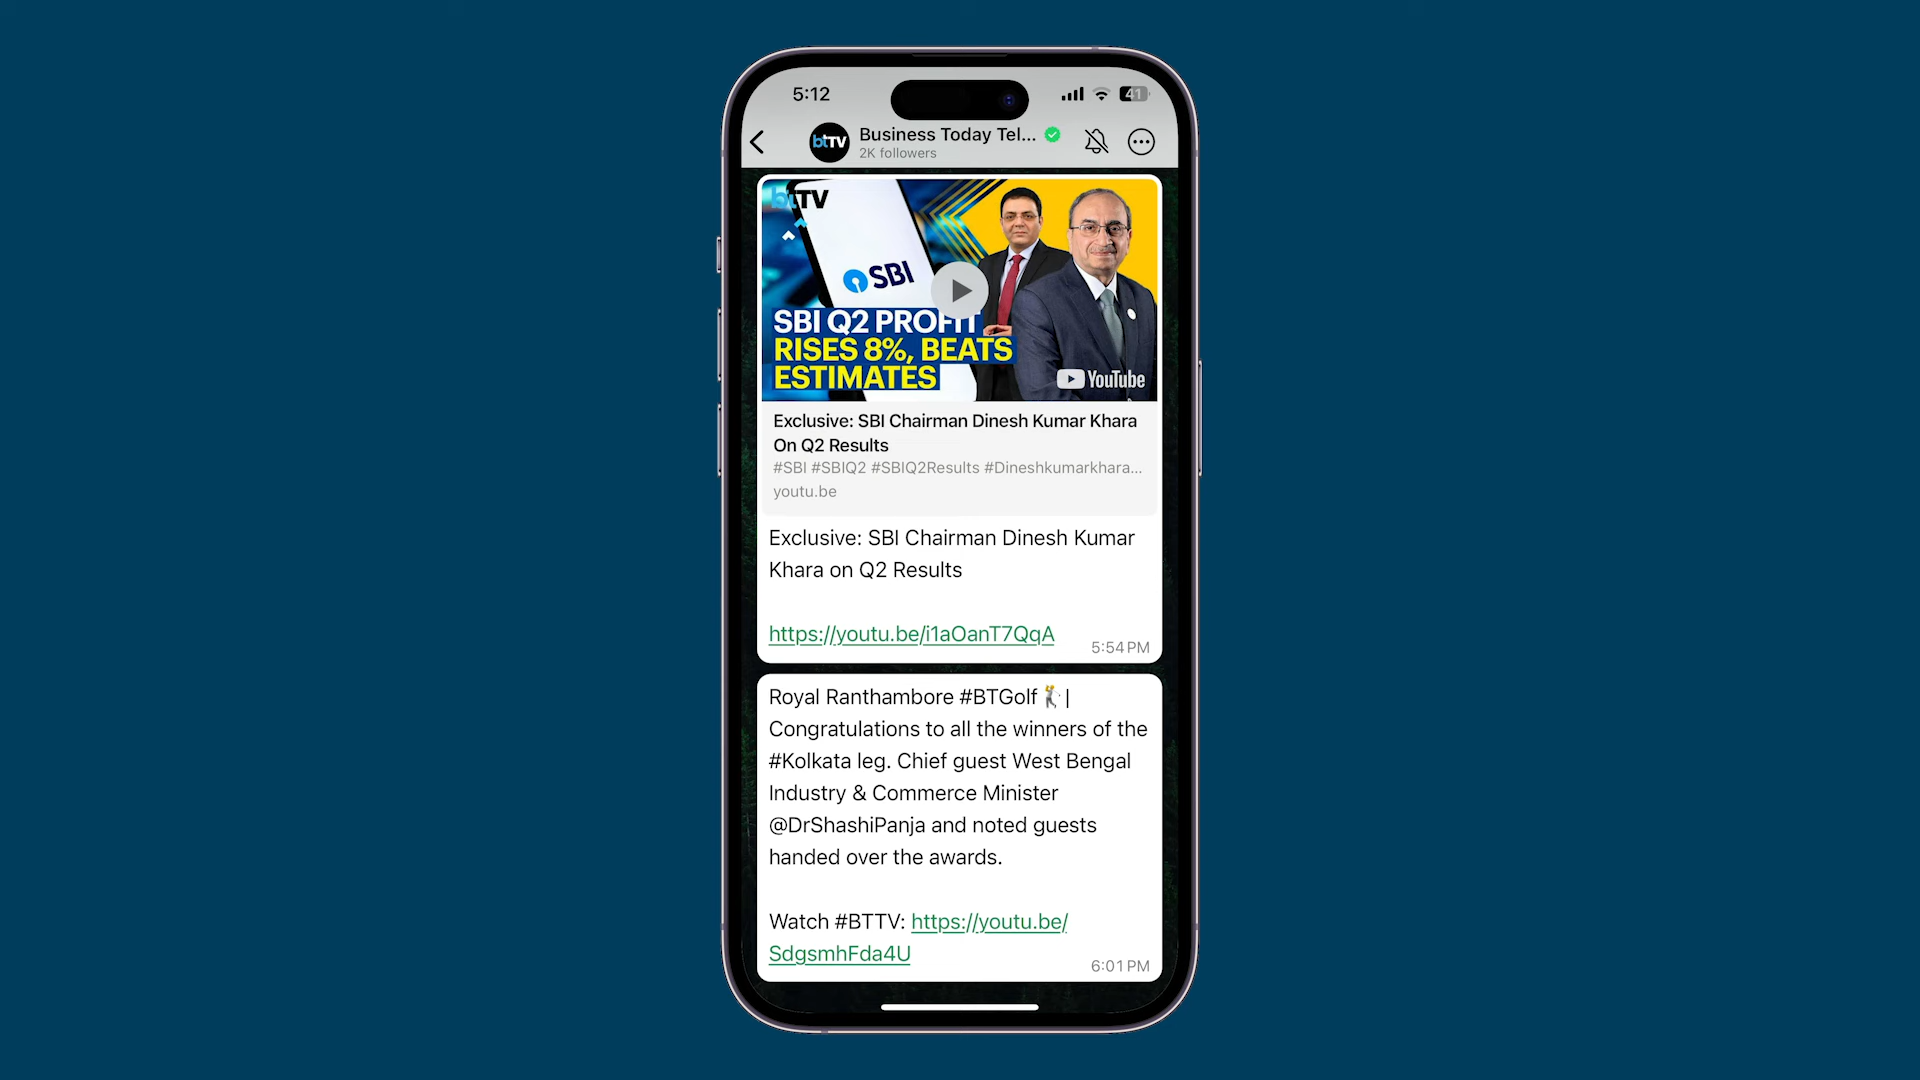 5:12
41
btTV
Business Today Tel...
2K followers
btTV
SBI
SBI Q2 PROFIT
RISES 8%, BEATS
ESTIMATES
YouTube
Exclusive: SBI Chairman Dinesh Kumar Khara
On Q2 Results
#SBI #SBIQ2 #SBIQ2Results #Dineshkumarkhara...
youtu.be
Exclusive: SBI Chairman Dinesh Kumar
Khara on Q2 Results
https://youtu.be/i1aOanT7QqA
5:54 PM
Royal Ranthambore #BTGolf🏌|
Congratulations to all the winners of the
#Kolkata leg. Chief guest West Bengal
Industry & Commerce Minister
@DrShashiPanja and noted guests
handed over the awards.
Watch #BTTV: https://youtu.be/
SdgsmhFda4U
6:01 PM